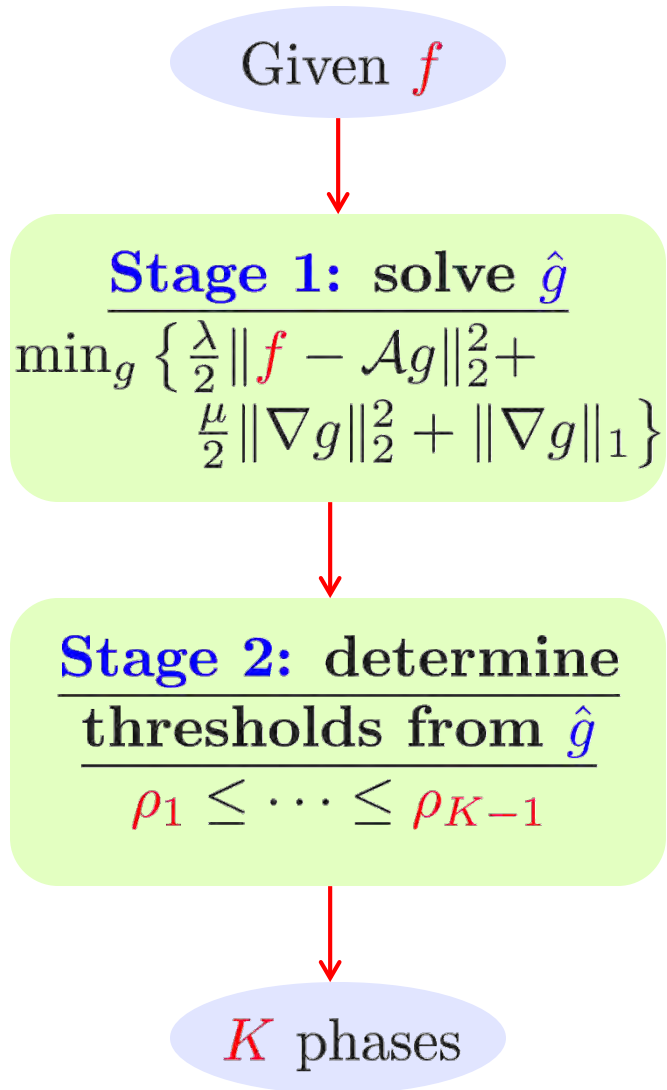 Given f
Stage 1: solve ĝ
min_g { λ/2 ‖f − 𝒜g‖₂² +
μ/2 ‖∇g‖₂² + ‖∇g‖₁ }
Stage 2: determine
thresholds from ĝ
ρ₁ ≤ ⋯ ≤ ρ_{K−1}
K phases